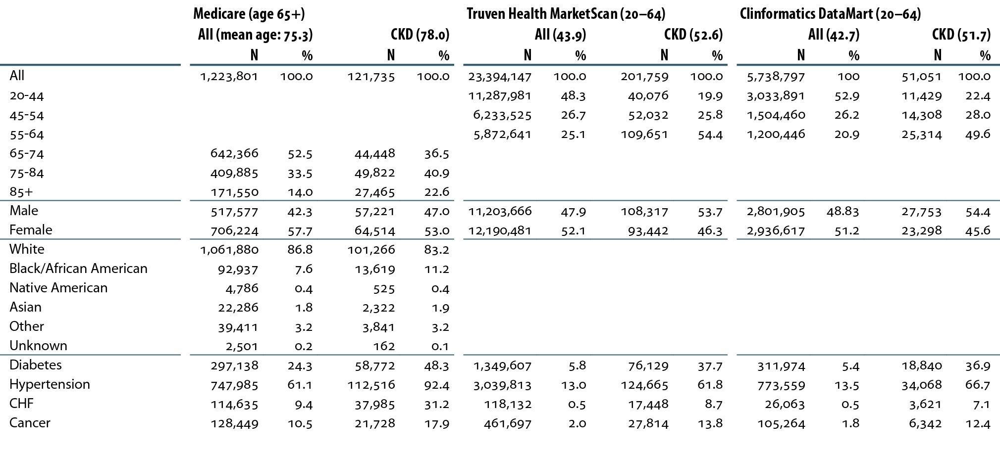 Medicare (age 65+) Truven Health MarketScan (20–64) Clinformatics DataMart (20–64)
All (mean age: 75.3) CKD (78.0) All (43.9) CKD (52.6) All (42.7) CKD (51.7)
N % N % N % N % N % N %
All 1,223,801 100.0 121,735 100.0 23,394,147 100.0 201,759 100.0 5,738,797 100 51,051 100.0
20-44 11,287,981 48.3 40,076 19.9 3,033,891 52.9 11,429 22.4
45-54 6,233,525 26.7 52,032 25.8 1,504,460 26.2 14,308 28.0
55-64 5,872,641 25.1 109,651 54.4 1,200,446 20.9 25,314 49.6
65-74 642,366 52.5 44,448 36.5
75-84 409,885 33.5 49,822 40.9
85+ 171,550 14.0 27,465 22.6
Male 517,577 42.3 57,221 47.0 11,203,666 47.9 108,317 53.7 2,801,905 48.83 27,753 54.4
Female 706,224 57.7 64,514 53.0 12,190,481 52.1 93,442 46.3 2,936,617 51.2 23,298 45.6
White 1,061,880 86.8 101,266 83.2
Black/African American 92,937 7.6 13,619 11.2
Native American 4,786 0.4 525 0.4
Asian 22,286 1.8 2,322 1.9
Other 39,411 3.2 3,841 3.2
Unknown 2,501 0.2 162 0.1
Diabetes 297,138 24.3 58,772 48.3 1,349,607 5.8 76,129 37.7 311,974 5.4 18,840 36.9
Hypertension 747,985 61.1 112,516 92.4 3,039,813 13.0 124,665 61.8 773,559 13.5 34,068 66.7
CHF 114,635 9.4 37,985 31.2 118,132 0.5 17,448 8.7 26,063 0.5 3,621 7.1
Cancer 128,449 10.5 21,728 17.9 461,697 2.0 27,814 13.8 105,264 1.8 6,342 12.4